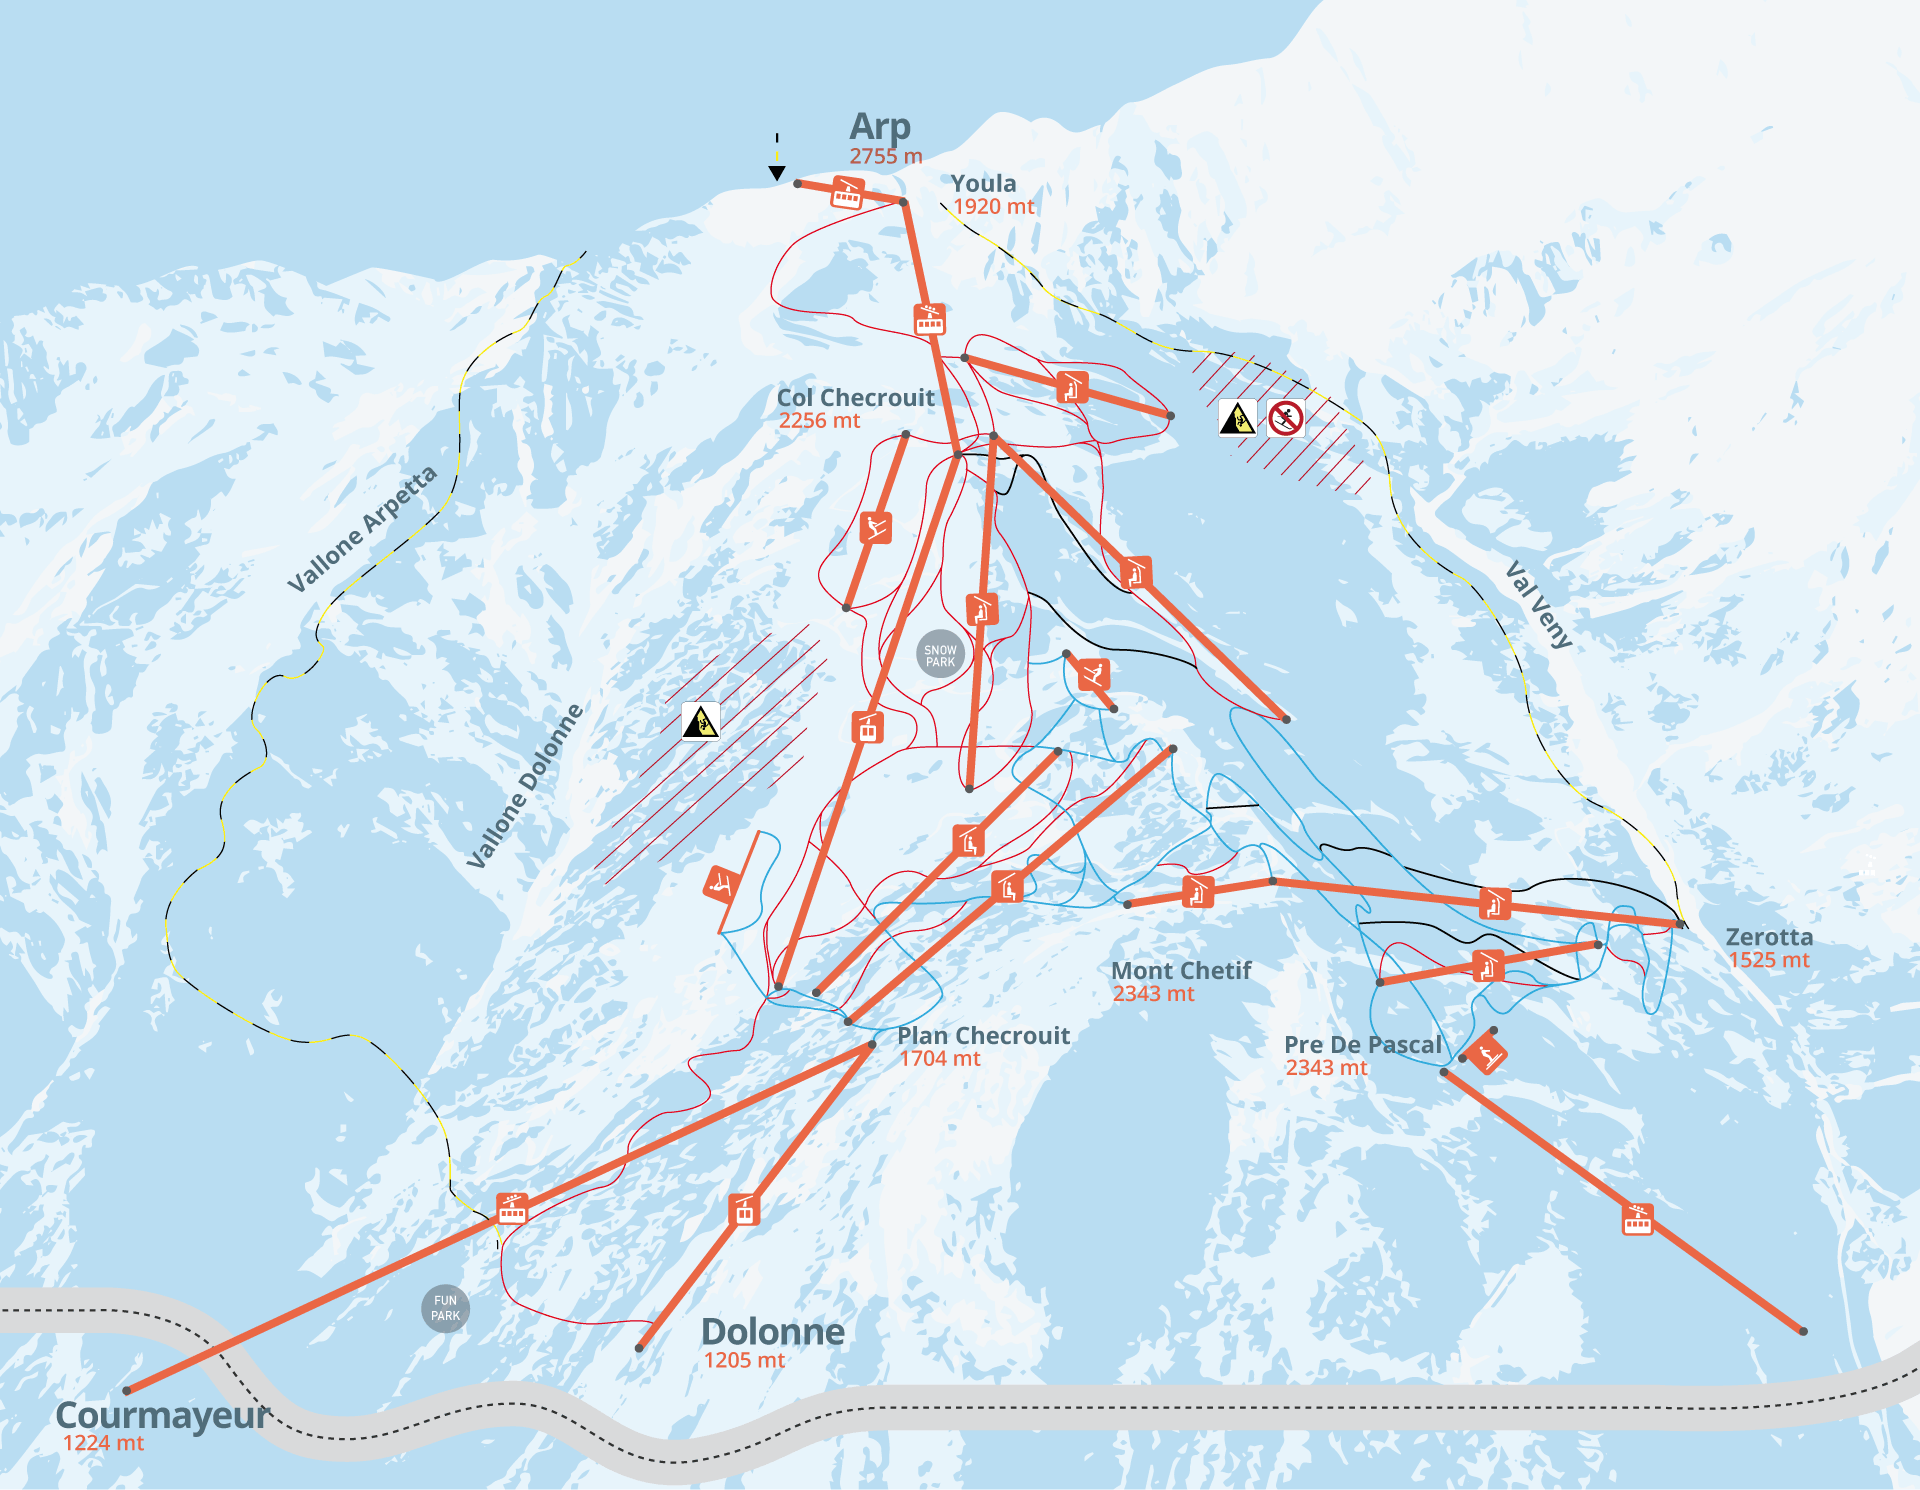 Arp
2755 m
Youla
1920 mt
Col Checrouit
2256 mt
Vallone Arpetta
Val Veny
SNOW
PARK
Vallone Dolonne
Zerotta
1525 mt
Mont Chetif
2343 mt
Plan Checrouit
1704 mt
Pre De Pascal
2343 mt
FUN
PARK
Dolonne
1205 mt
Courmayeur
1224 mt